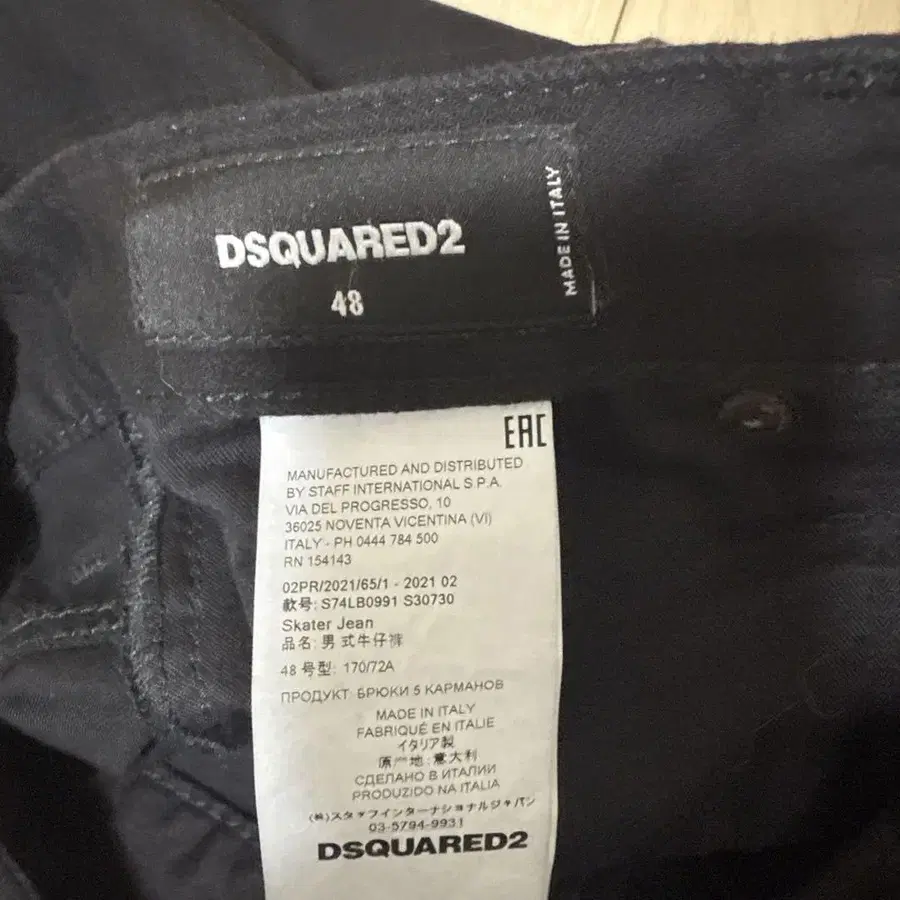 DSQUARED2
48
MADE IN ITALY
EAC
MANUFACTURED AND DISTRIBUTED
BY STAFF INTERNATIONAL S.P.A.
VIA DEL PROGRESSO, 10
36025 NOVENTA VICENTINA (VI)
ITALY - PH 0444 784 500
RN 154143
02PR/2021/65/1 - 2021 02
款号: S74LB0991 S30730
Skater Jean
品名: 男式牛仔裤
48 号型: 170/72A
ПРОДУКТ: БРЮКИ 5 КАРМАНОВ
MADE IN ITALY
FABRIQUÉ EN ITALIE
イタリア製
原产地: 意大利
СДЕЛАНО В ИТАЛИИ
PRODUZIDO NA ITALIA
(株)スタッフインターナショナルジャパン
03-5794-9931
DSQUARED2